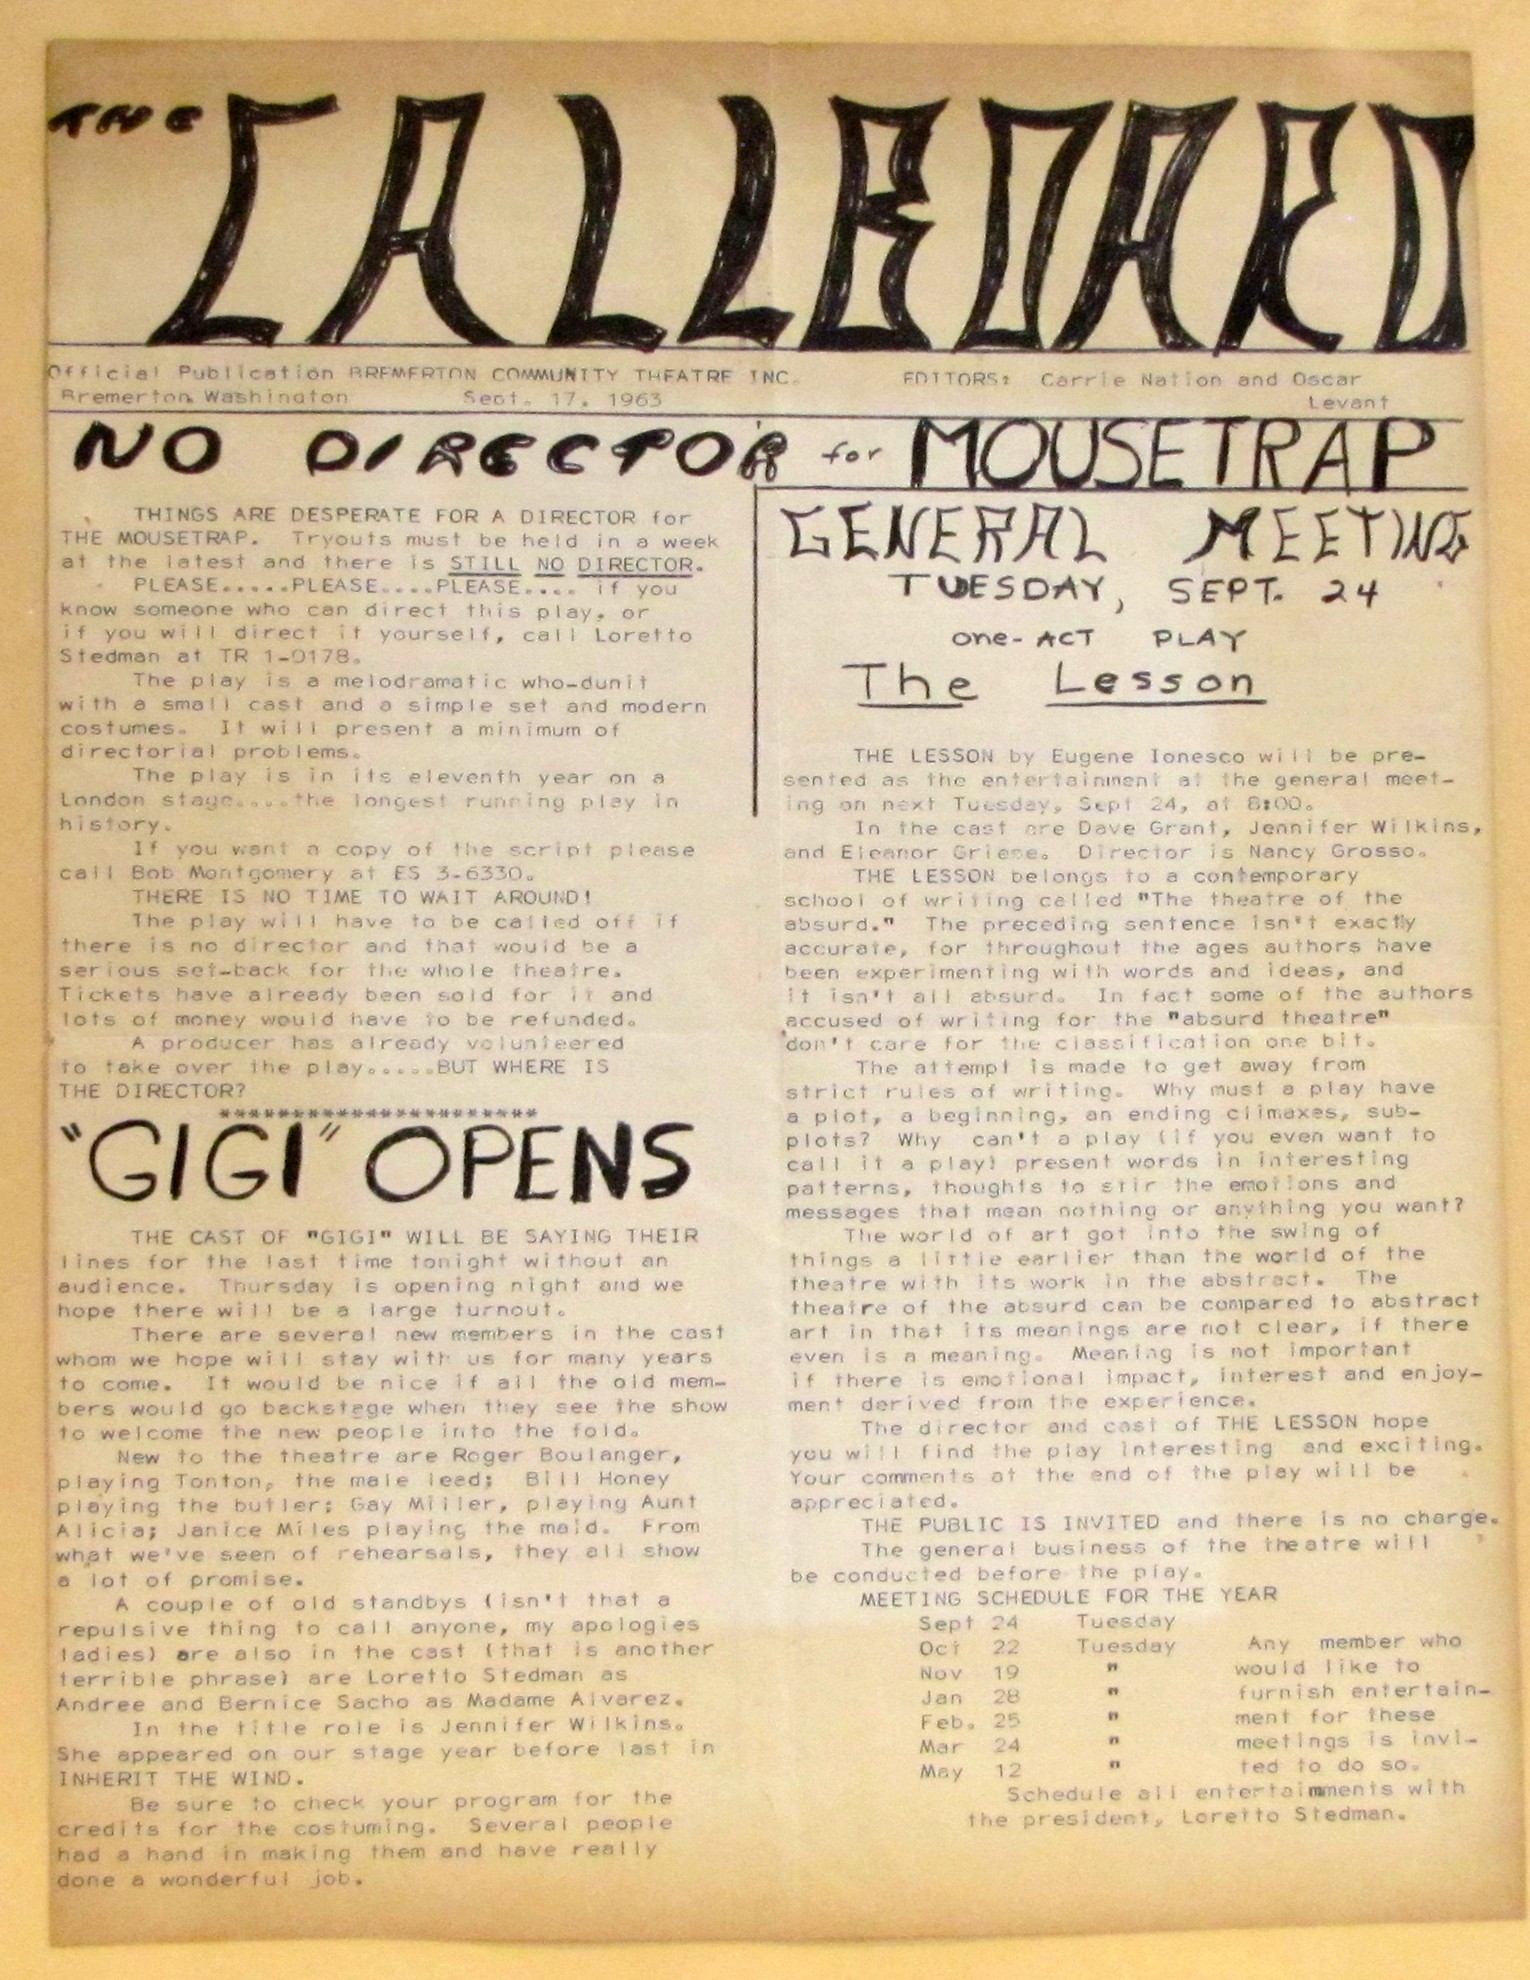 THE CALLBOARD
Official Publication BREMERTON COMMUNITY THEATRE INC.
EDITORS: Carrie Nation and Oscar
Bremerton, Washington Sept. 17. 1963
Levant
NO DIRECTOR for MOUSETRAP
THINGS ARE DESPERATE FOR A DIRECTOR for
THE MOUSETRAP. Tryouts must be held in a week
at the latest and there is STILL NO DIRECTOR.
PLEASE.....PLEASE....PLEASE.... if you
know someone who can direct this play, or
if you will direct it yourself, call Loretto
Stedman at TR 1-0178.
The play is a melodramatic who-dunit
with a small cast and a simple set and modern
costumes. It will present a minimum of
directorial problems.
The play is in its eleventh year on a
London stage....the longest running play in
history.
If you want a copy of the script please
call Bob Montgomery at ES 3-6330.
THERE IS NO TIME TO WAIT AROUND!
The play will have to be called off if
there is no director and that would be a
serious set-back for the whole theatre.
Tickets have already been sold for it and
lots of money would have to be refunded.
A producer has already volunteered
to take over the play.....BUT WHERE IS
THE DIRECTOR?
**********************
"GIGI" OPENS
THE CAST OF "GIGI" WILL BE SAYING THEIR
lines for the last time tonight without an
audience. Thursday is opening night and we
hope there will be a large turnout.
There are several new members in the cast
whom we hope will stay with us for many years
to come. It would be nice if all the old mem-
bers would go backstage when they see the show
to welcome the new people into the fold.
New to the theatre are Roger Boulanger,
playing Tonton, the male lead; Bill Honey
playing the butler; Gay Miller, playing Aunt
Alicia; Janice Miles playing the maid. From
what we've seen of rehearsals, they all show
a lot of promise.
A couple of old standbys (isn't that a
repulsive thing to call anyone, my apologies
ladies) are also in the cast (that is another
terrible phrase) are Loretto Stedman as
Andree and Bernice Sacho as Madame Alvarez.
In the title role is Jennifer Wilkins.
She appeared on our stage year before last in
INHERIT THE WIND.
Be sure to check your program for the
credits for the costuming. Several people
had a hand in making them and have really
done a wonderful job.
GENERAL MEETING
TUESDAY, SEPT. 24
one-ACT PLAY
The Lesson
THE LESSON by Eugene Ionesco will be pre-
sented as the entertainment at the general meet-
ing on next Tuesday, Sept 24, at 8:00.
In the cast are Dave Grant, Jennifer Wilkins,
and Eleanor Griese. Director is Nancy Grosso.
THE LESSON belongs to a contemporary
school of writing called "The theatre of the
absurd." The preceding sentence isn't exactly
accurate, for throughout the ages authors have
been experimenting with words and ideas, and
it isn't all absurd. In fact some of the authors
accused of writing for the "absurd theatre"
don't care for the classification one bit.
The attempt is made to get away from
strict rules of writing. Why must a play have
a plot, a beginning, an ending climaxes, sub-
plots? Why can't a play (if you even want to
call it a play) present words in interesting
patterns, thoughts to stir the emotions and
messages that mean nothing or anything you want?
The world of art got into the swing of
things a little earlier than the world of the
theatre with its work in the abstract. The
theatre of the absurd can be compared to abstract
art in that its meanings are not clear, if there
even is a meaning. Meaning is not important
if there is emotional impact, interest and enjoy-
ment derived from the experience.
The director and cast of THE LESSON hope
you will find the play interesting and exciting.
Your comments at the end of the play will be
appreciated.
THE PUBLIC IS INVITED and there is no charge.
The general business of the theatre will
be conducted before the play.
MEETING SCHEDULE FOR THE YEAR
Sept 24 Tuesday
Oct 22 Tuesday Any member who
Nov 19 " would like to
Jan 28 " furnish entertain-
Feb. 25 " ment for these
Mar 24 " meetings is invi-
May 12 " ted to do so.
Schedule all entertainments with
the president, Loretto Stedman.